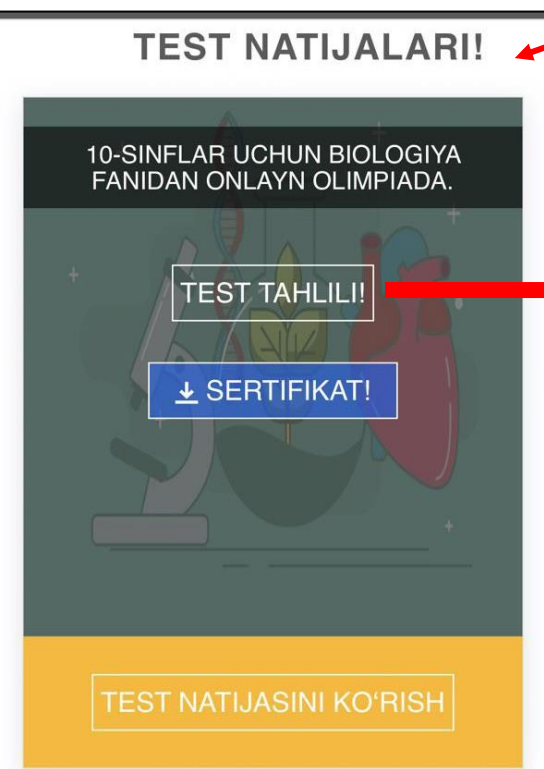 TEST NATIJALARI!
10-SINFLAR UCHUN BIOLOGIYA
FANIDAN ONLAYN OLIMPIADA.
TEST TAHLILI!
SERTIFIKAT!
TEST NATIJASINI KO‘RISH